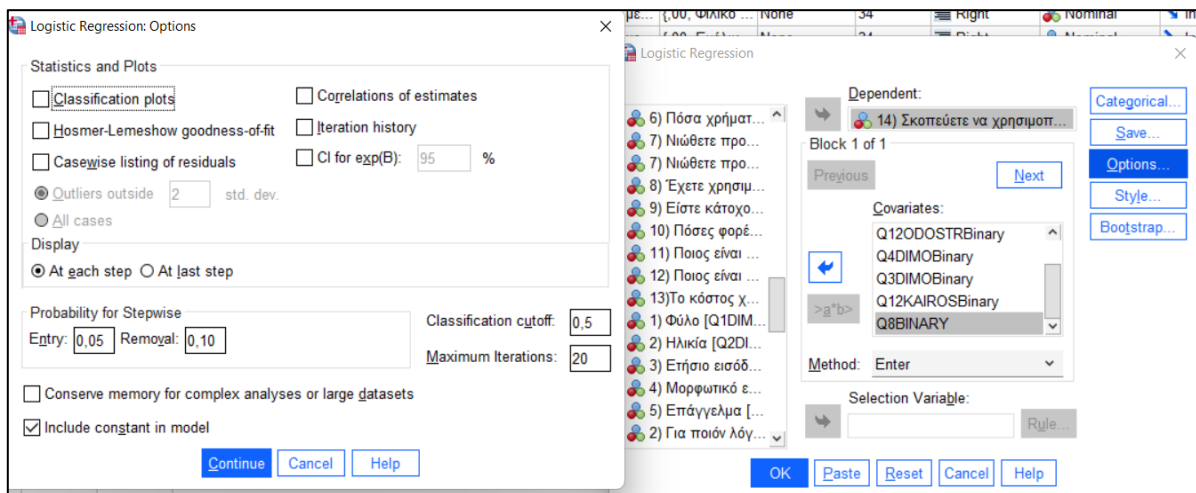 Logistic Regression: Options
Statistics and Plots
Classification plots
Correlations of estimates
Hosmer-Lemeshow goodness-of-fit
Iteration history
Casewise listing of residuals
CI for exp(B): 95 %
Outliers outside 2 std. dev.
All cases
Display
At each step At last step
Probability for Stepwise
Entry: 0,05 Removal: 0,10
Classification cutoff: 0,5
Maximum Iterations: 20
Conserve memory for complex analyses or large datasets
Include constant in model
Continue Cancel Help
None 34 Right Nominal
Logistic Regression
6) Πόσα χρήματ...
7) Νιώθετε προ...
7) Νιώθετε προ...
8) Έχετε χρησιμ...
9) Είστε κάτοχο...
10) Πόσες φορέ...
11) Ποιος είναι ...
12) Ποιος είναι ...
13)Το κόστος χ...
1) Φύλο [Q1DIM...
2) Ηλικία [Q2DI...
3) Ετήσιο εισόδ...
4) Μορφωτικό ε...
5) Επάγγελμα [...
2) Για ποιόν λόγ...
Dependent:
14) Σκοπεύετε να χρησιμοπ...
Block 1 of 1
Previous
Next
Covariates:
Q12ODOSTRBinary
Q4DIMOBinary
Q3DIMOBinary
Q12KAIROSBinary
Q8BINARY
>a*b>
Method: Enter
Selection Variable:
Rule...
Categorical...
Save...
Options...
Style...
Bootstrap...
OK Paste Reset Cancel Help